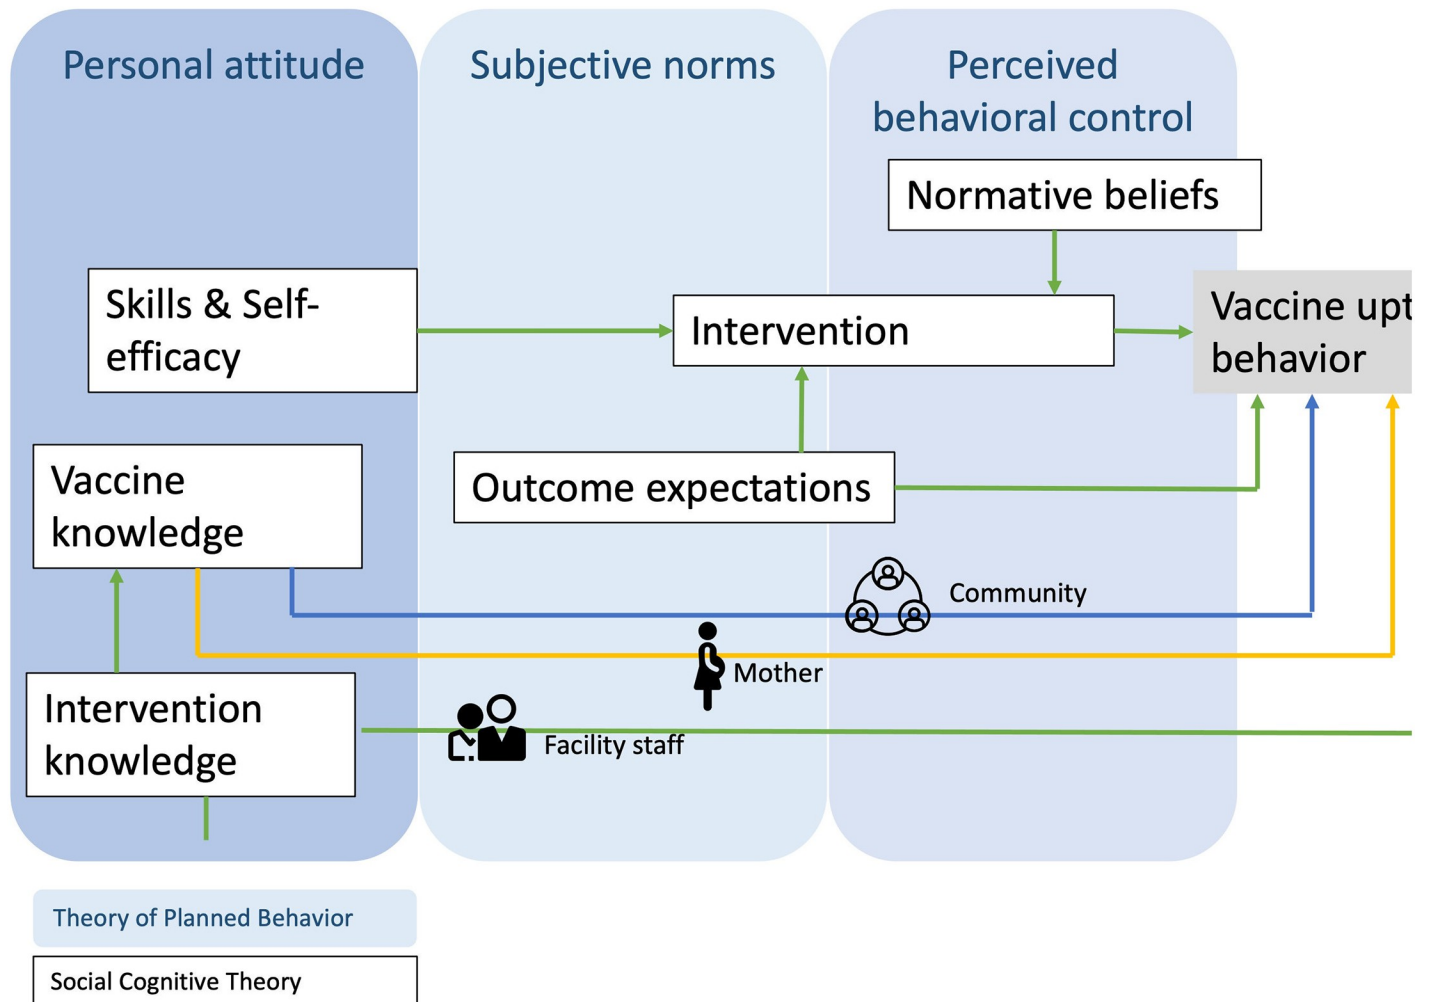 Personal attitude
Subjective norms
Perceived
behavioral control
Normative beliefs
Skills & Self-
efficacy
Intervention
Vaccine upt
behavior
Vaccine
knowledge
Outcome expectations
Community
Mother
Intervention
knowledge
Facility staff
Theory of Planned Behavior
Social Cognitive Theory